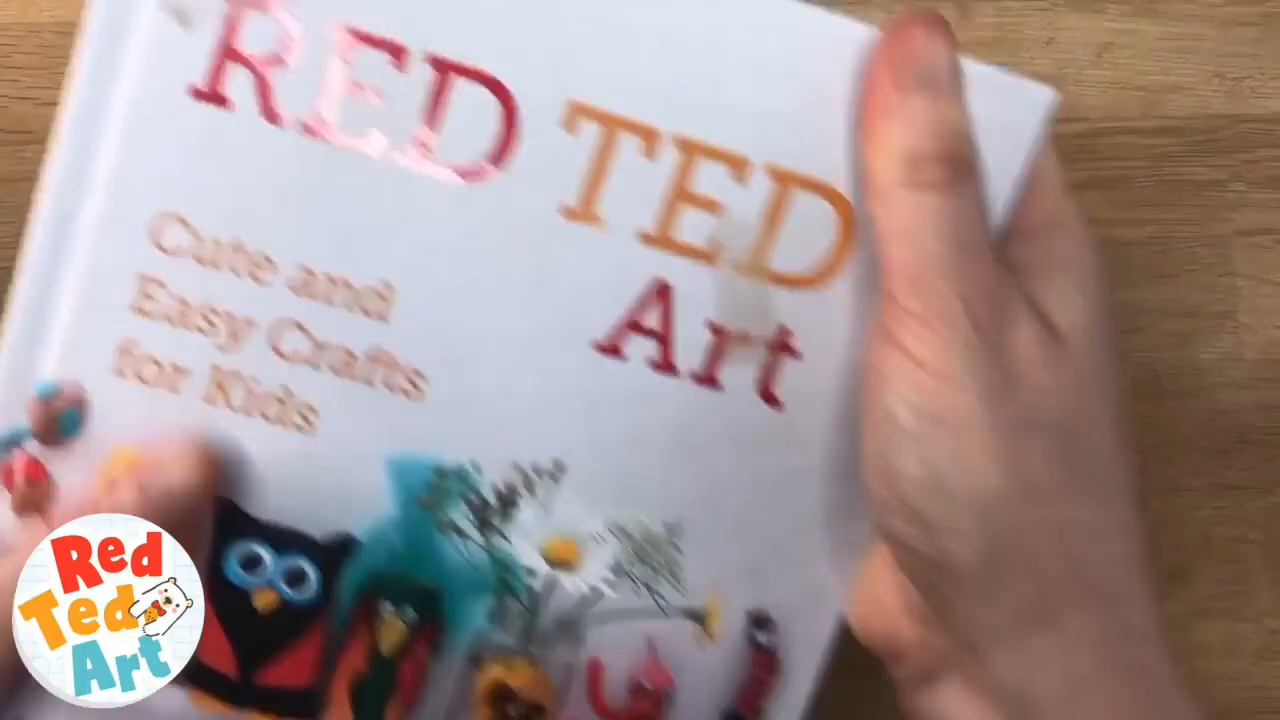 RED TED
Art
Cute and
Easy Crafts
for Kids
Red
Ted
Art